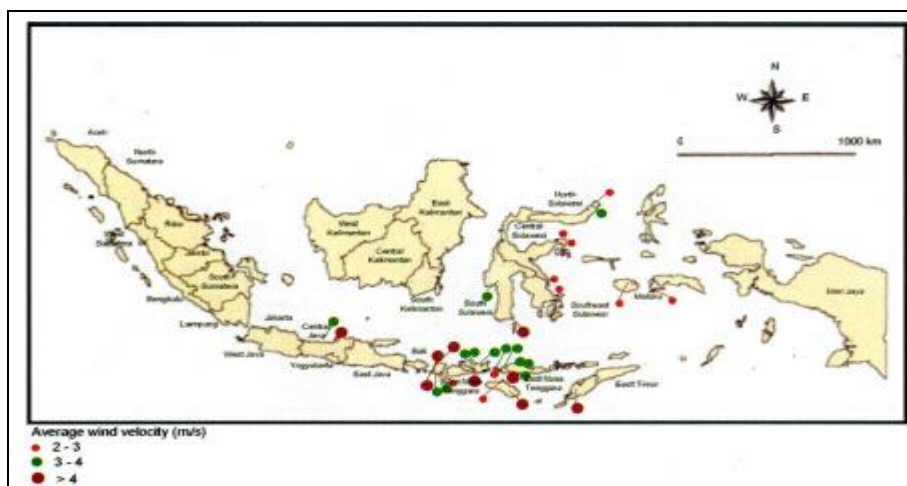 N
W E
S
0 1000 km
Aceh
North
Sumatera
Riau
Jambi
South
Sumatera
Bengkulu
Lampung
West
Kalimantan
East
Kalimantan
Central
Kalimantan
South
Kalimantan
North
Sulawesi
Central
Sulawesi
South
Sulawesi
Maluku
Irian Jaya
Jakarta
Central
Java
West Java
Yogyakarta
East Java
Bali
Tenggara
East Nusa
Tenggara
East Timor
Average wind velocity (m/s)
2 - 3
3 - 4
> 4